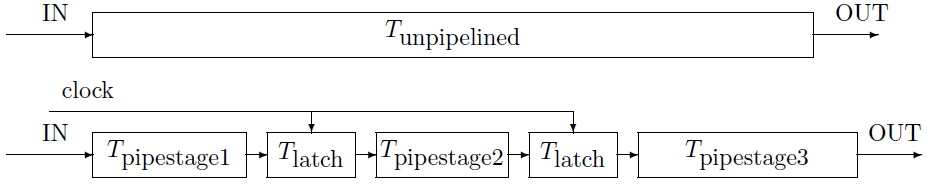 IN T_unpipelined OUT
clock
IN T_pipestage1 T_latch T_pipestage2 T_latch T_pipestage3 OUT